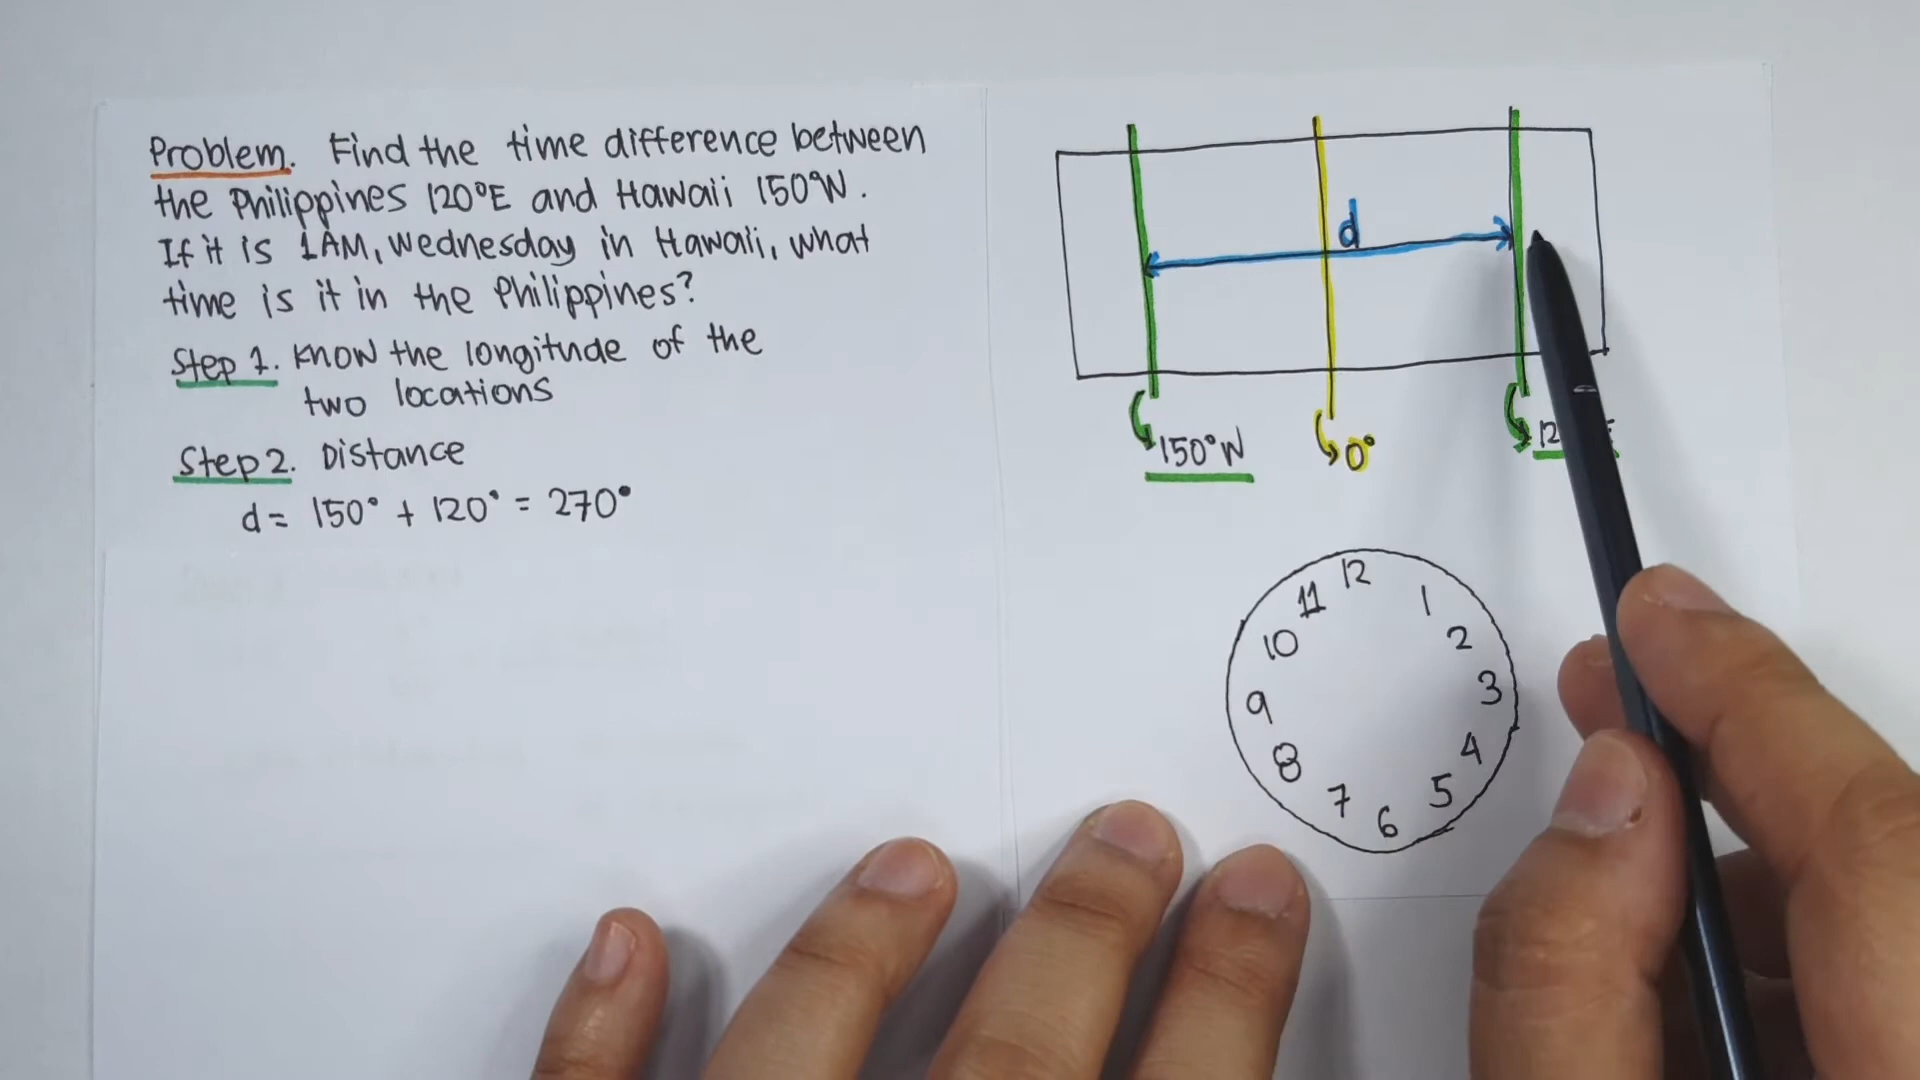 Problem. Find the time difference between
the Philippines 120°E and Hawaii 150°W.
If it is 1AM, Wednesday in Hawaii, what
time is it in the Philippines?
Step 1. Know the longitude of the
two locations
Step 2. Distance
d = 150° + 120° = 270°
d
150°W
0°
12
11
12
1
10
2
9
3
8
4
7
5
6